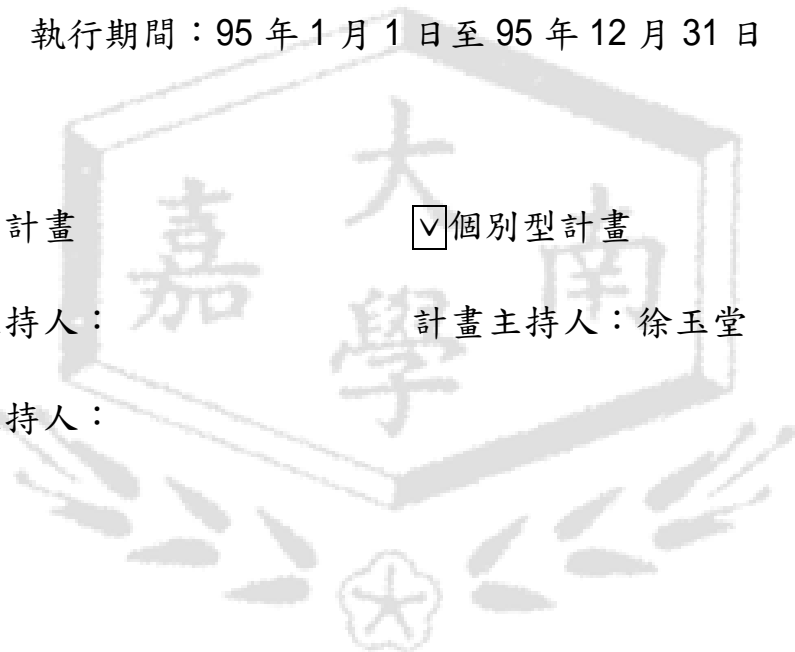 執行期間：95 年 1 月 1 日至 95 年 12 月 31 日
大
嘉 南
學
計畫 ☑個別型計畫
持人： 計畫主持人：徐玉堂
持人：